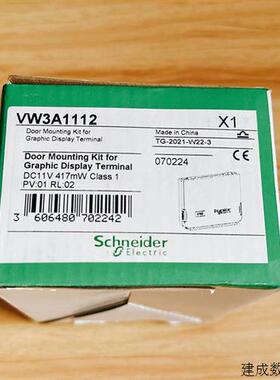 VW3A1112
X1
Door Mounting Kit for
Graphic Display Terminal
Made in China
TG-2021-W22-3
Door Mounting Kit for
Graphic Display Terminal
DC11V 417mW Class 1
PV:01 RL:02
070224
3 606480 702242
Schneider
Electric
建成数